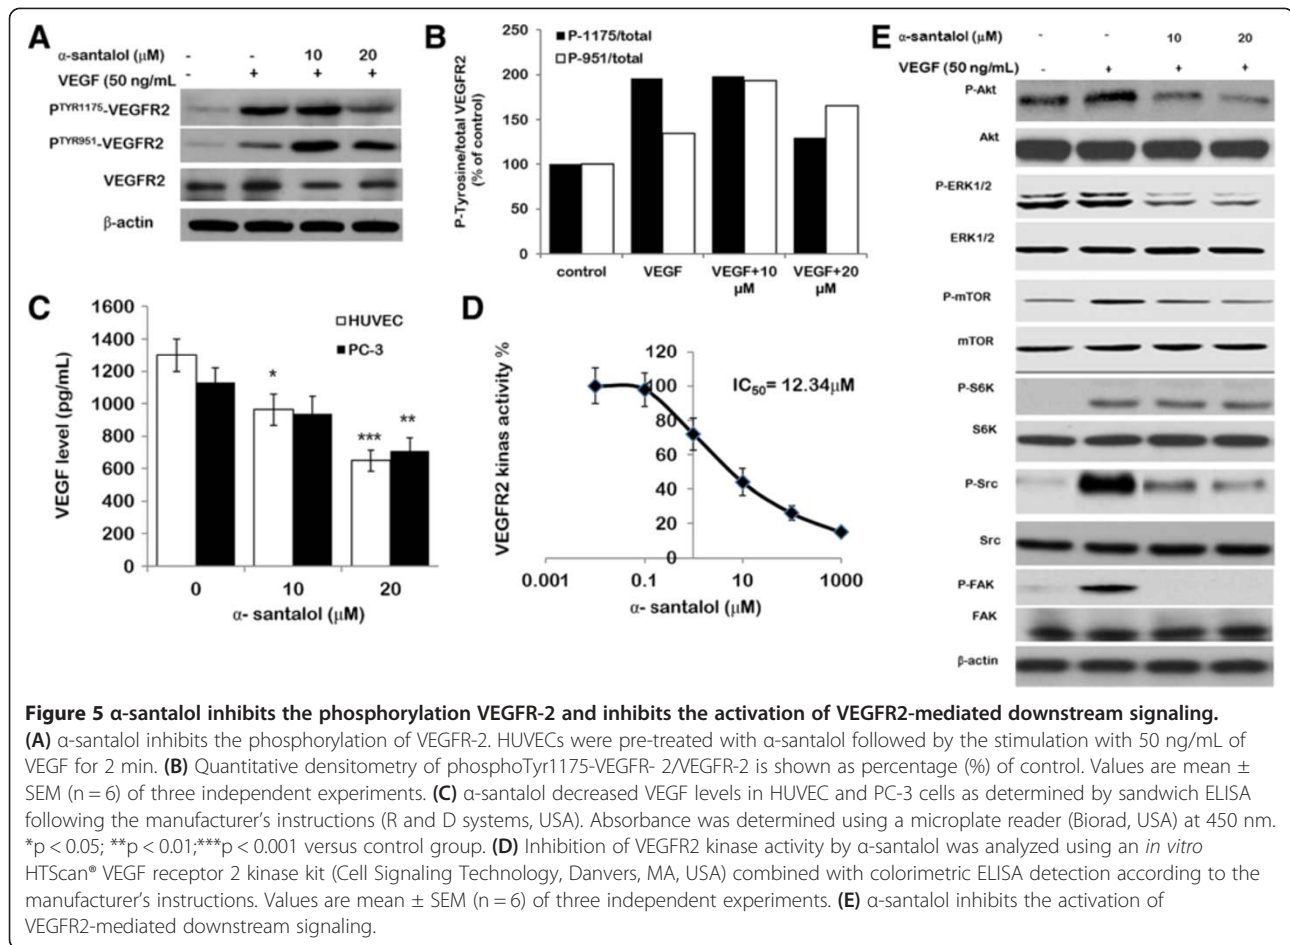 A
α-santalol (μM) - - 10 20
VEGF (50 ng/mL - + + +
PTYR1175-VEGFR2
PTYR951-VEGFR2
VEGFR2
β-actin
B
P-Tyrosine/total VEGFR2
(% of control)
250
200
150
100
50
0
P-1175/total
P-951/total
control VEGF VEGF+10 VEGF+20
μM μM
C
VEGF level (pg/mL)
1600
1400
1200
1000
800
600
400
200
0
HUVEC
PC-3
*
***
**
0 10 20
α- santalol (μM)
D
VEGFR2 kinas activity %
120
100
80
60
40
20
0
IC50= 12.34μM
0.001 0.1 10 1000
α- santalol (μM)
E
α-santalol (μM) - - 10 20
VEGF (50 ng/mL) - + + +
P-Akt
Akt
P-ERK1/2
ERK1/2
P-mTOR
mTOR
P-S6K
S6K
P-Src
Src
P-FAK
FAK
β-actin
Figure 5 α-santalol inhibits the phosphorylation VEGFR-2 and inhibits the activation of VEGFR2-mediated downstream signaling.
(A) α-santalol inhibits the phosphorylation of VEGFR-2. HUVECs were pre-treated with α-santalol followed by the stimulation with 50 ng/mL of
VEGF for 2 min. (B) Quantitative densitometry of phosphoTyr1175-VEGFR- 2/VEGFR-2 is shown as percentage (%) of control. Values are mean ±
SEM (n = 6) of three independent experiments. (C) α-santalol decreased VEGF levels in HUVEC and PC-3 cells as determined by sandwich ELISA
following the manufacturer's instructions (R and D systems, USA). Absorbance was determined using a microplate reader (Biorad, USA) at 450 nm.
*p < 0.05; **p < 0.01;***p < 0.001 versus control group. (D) Inhibition of VEGFR2 kinase activity by α-santalol was analyzed using an in vitro
HTScan® VEGF receptor 2 kinase kit (Cell Signaling Technology, Danvers, MA, USA) combined with colorimetric ELISA detection according to the
manufacturer's instructions. Values are mean ± SEM (n = 6) of three independent experiments. (E) α-santalol inhibits the activation of
VEGFR2-mediated downstream signaling.